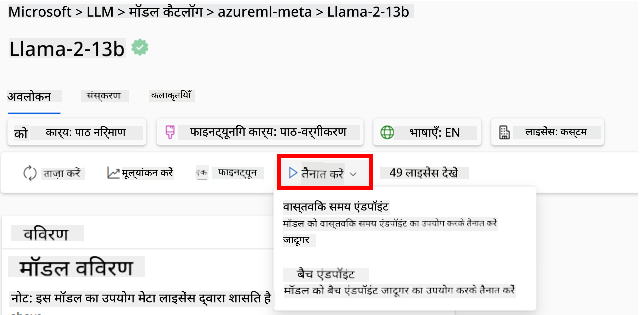 Microsoft > LLM > मॉडल कैटलॉग > azureml-meta > Llama-2-13b
Llama-2-13b
अवलोकन संस्करण कलाकृतियाँ
को कार्य: पाठ निर्माण फाइनट्यूनिंग कार्य: पाठ-वर्गीकरण भाषाएँ: EN लाइसेंस: कस्टम
ताज़ा करें मूल्यांकन करें एक फाइनट्यून तैनात करें 49 लाइसेंस देखें
वास्तविक समय एंडपॉइंट
मॉडल को वास्तविक समय एंडपॉइंट का उपयोग करके तैनात करें
जादूगर
बैच एंडपॉइंट
मॉडल को बैच एंडपॉइंट जादूगर का उपयोग करके तैनात करें
विवरण
मॉडल विवरण
नोट: इस मॉडल का उपयोग मेटा लाइसेंस द्वारा शासित है